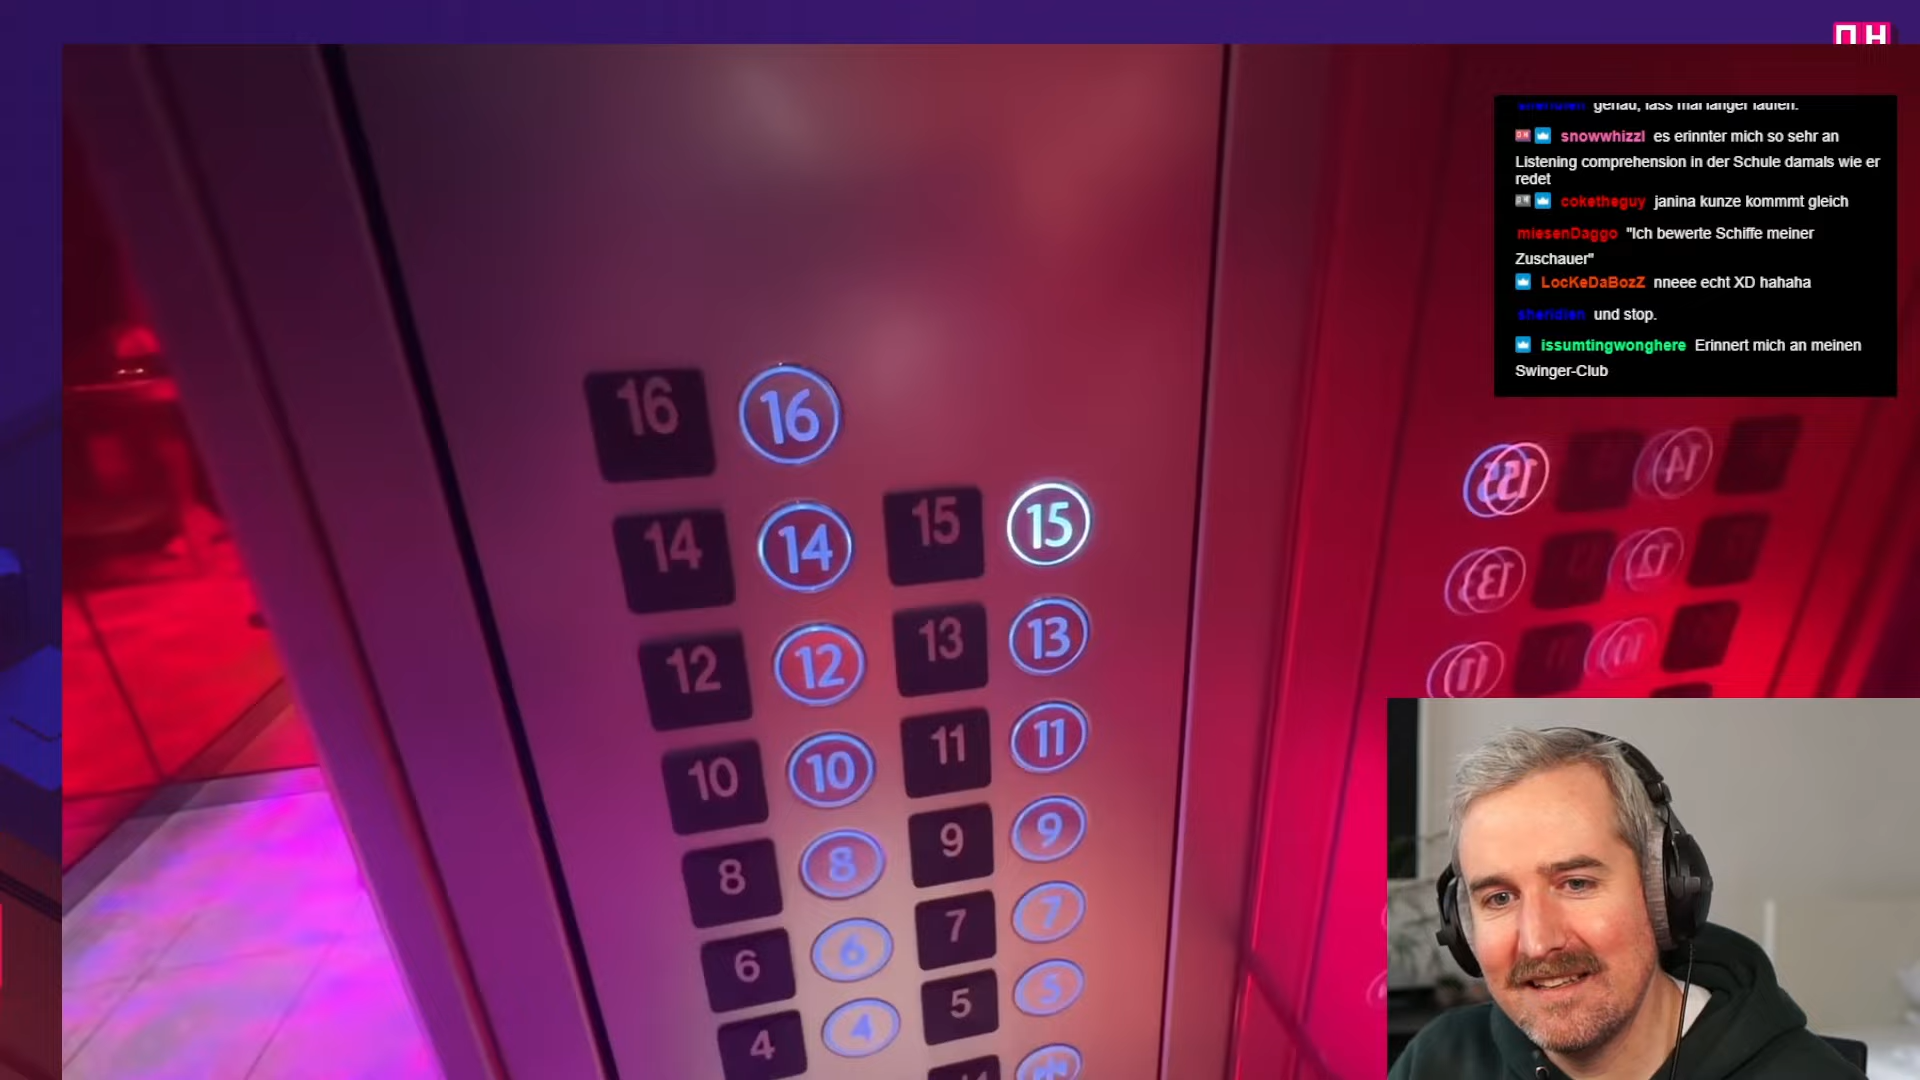 genau, lass mal länger laufen.
snowwhizzl es erinnter mich so sehr an
Listening comprehension in der Schule damals wie er
redet
coketheguy janina kunze kommmt gleich
miesenDaggo "Ich bewerte Schiffe meiner
Zuschauer"
LocKeDaBozZ nneee echt XD hahaha
sheridien und stop.
issumtingwonghere Erinnert mich an meinen
Swinger-Club
16 16
14 14 15 15
12 12 13 13
10 10 11 11
8 8 9 9
6 6 7 7
4 4 5 5